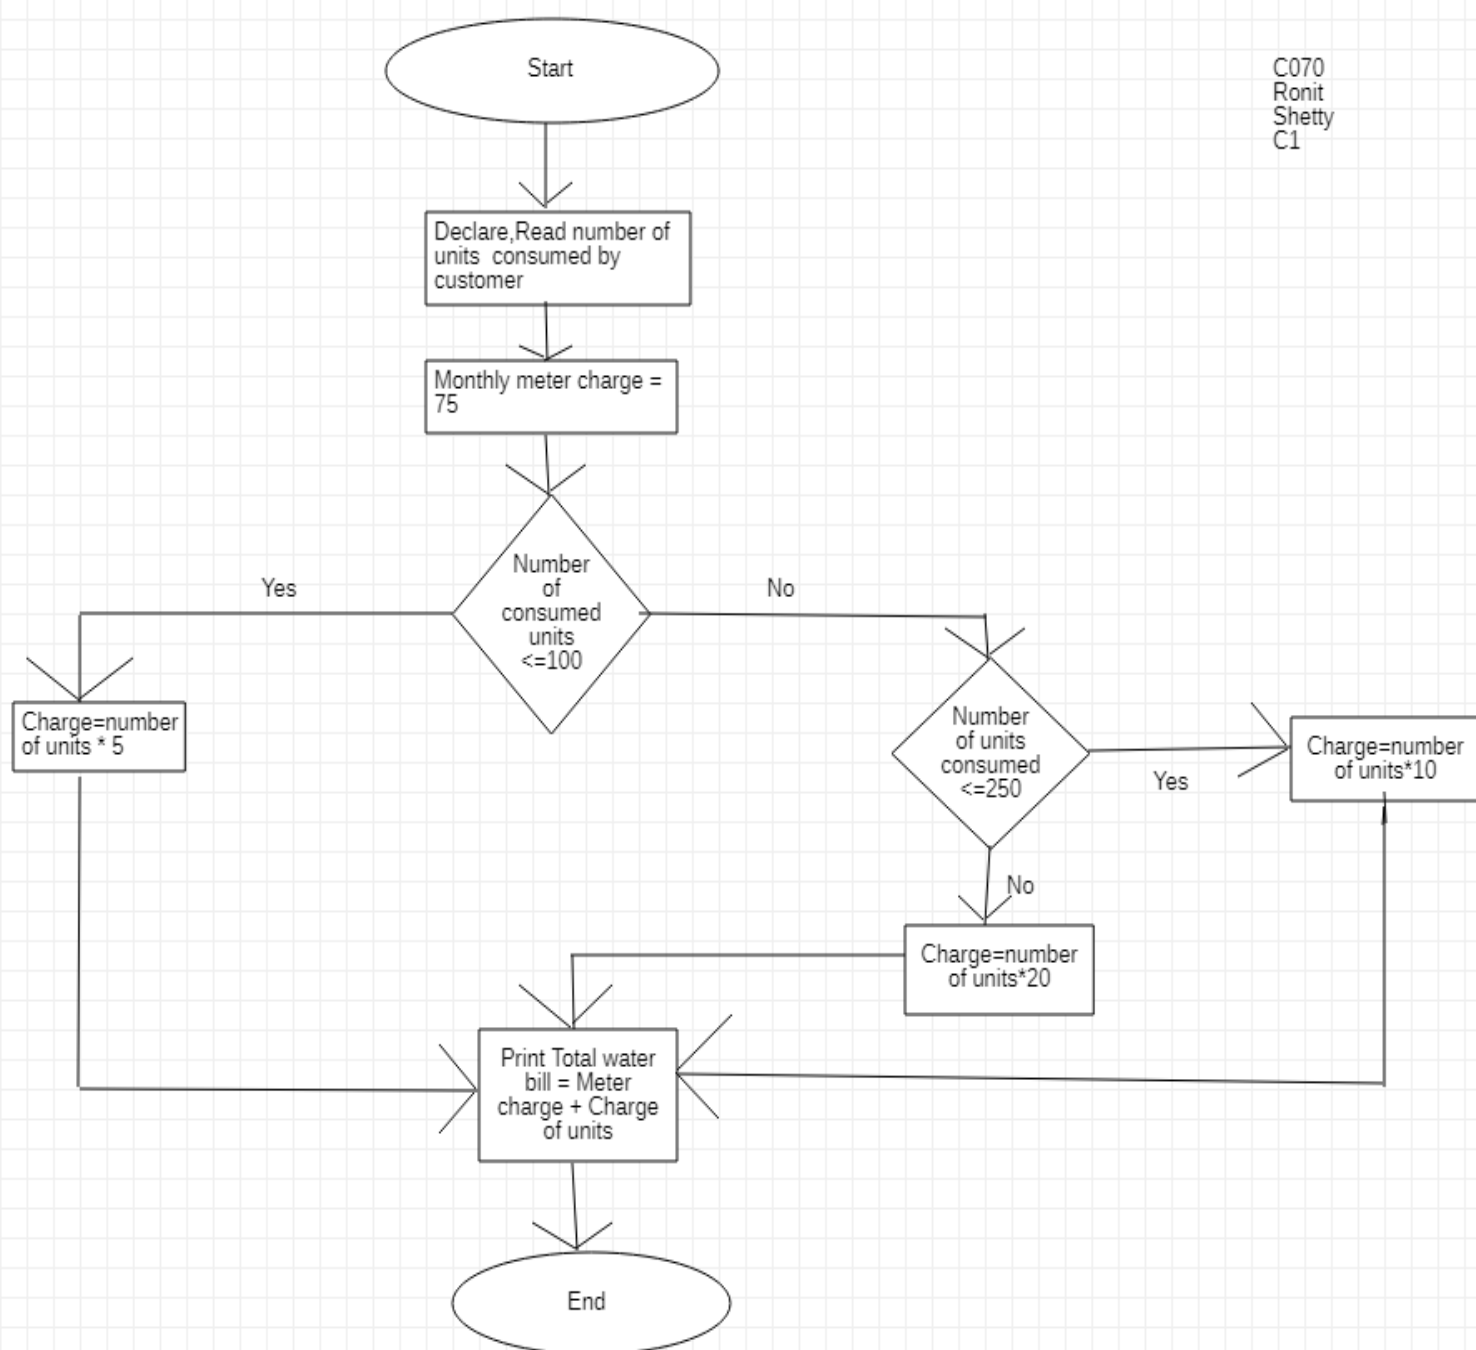 Start
C070
Ronit
Shetty
C1
Declare,Read number of
units  consumed by
customer
Monthly meter charge =
75
Number
of
consumed
units
<=100
Yes
No
Charge=number
of units * 5
Number
of units
consumed
<=250
Yes
Charge=number
of units*10
No
Charge=number
of units*20
Print Total water
bill = Meter
charge + Charge
of units
End